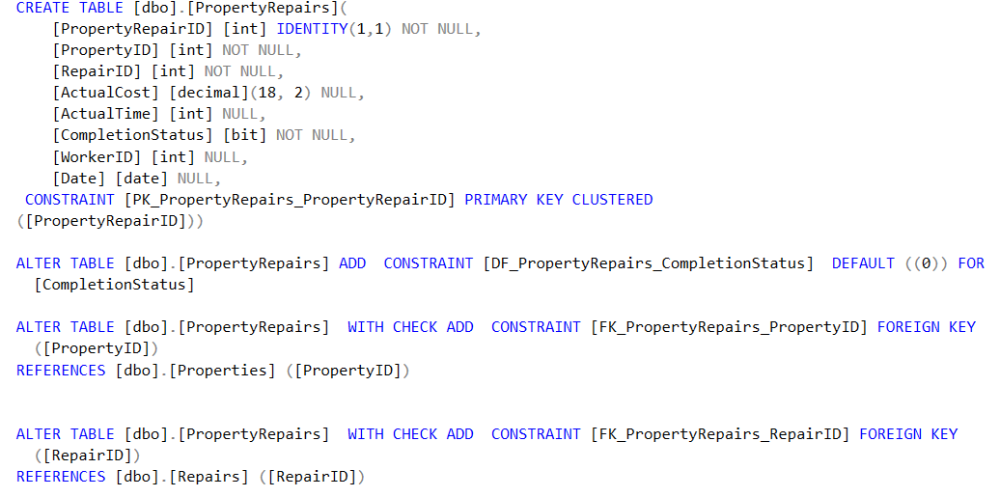 CREATE TABLE [dbo].[PropertyRepairs](
    [PropertyRepairID] [int] IDENTITY(1,1) NOT NULL,
    [PropertyID] [int] NOT NULL,
    [RepairID] [int] NOT NULL,
    [ActualCost] [decimal](18, 2) NULL,
    [ActualTime] [int] NULL,
    [CompletionStatus] [bit] NOT NULL,
    [WorkerID] [int] NULL,
    [Date] [date] NULL,
 CONSTRAINT [PK_PropertyRepairs_PropertyRepairID] PRIMARY KEY CLUSTERED
([PropertyRepairID]))

ALTER TABLE [dbo].[PropertyRepairs] ADD  CONSTRAINT [DF_PropertyRepairs_CompletionStatus]  DEFAULT ((0)) FOR
  [CompletionStatus]

ALTER TABLE [dbo].[PropertyRepairs]  WITH CHECK ADD  CONSTRAINT [FK_PropertyRepairs_PropertyID] FOREIGN KEY
  ([PropertyID])
REFERENCES [dbo].[Properties] ([PropertyID])

ALTER TABLE [dbo].[PropertyRepairs]  WITH CHECK ADD  CONSTRAINT [FK_PropertyRepairs_RepairID] FOREIGN KEY
  ([RepairID])
REFERENCES [dbo].[Repairs] ([RepairID])